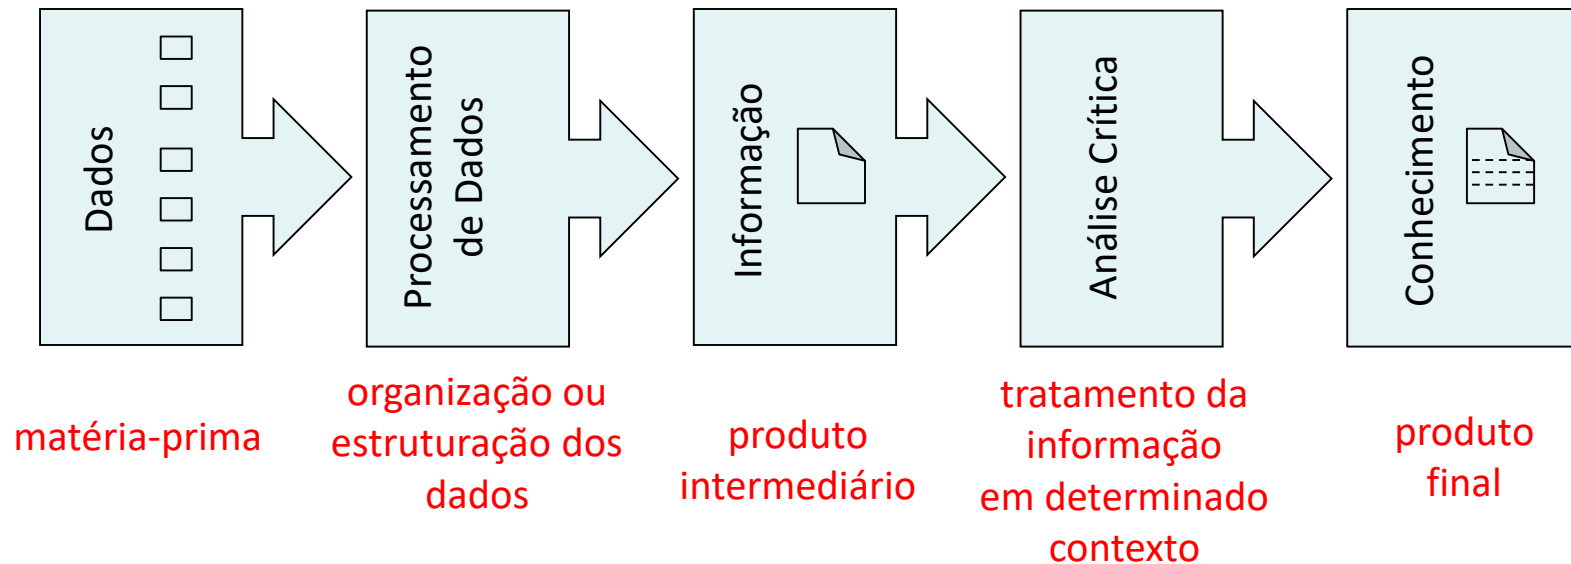 Dados
Processamento
de Dados
Informação
Análise Crítica
Conhecimento
matéria-prima
organização ou
estruturação dos
dados
produto
intermediário
tratamento da
informação
em determinado
contexto
produto
final